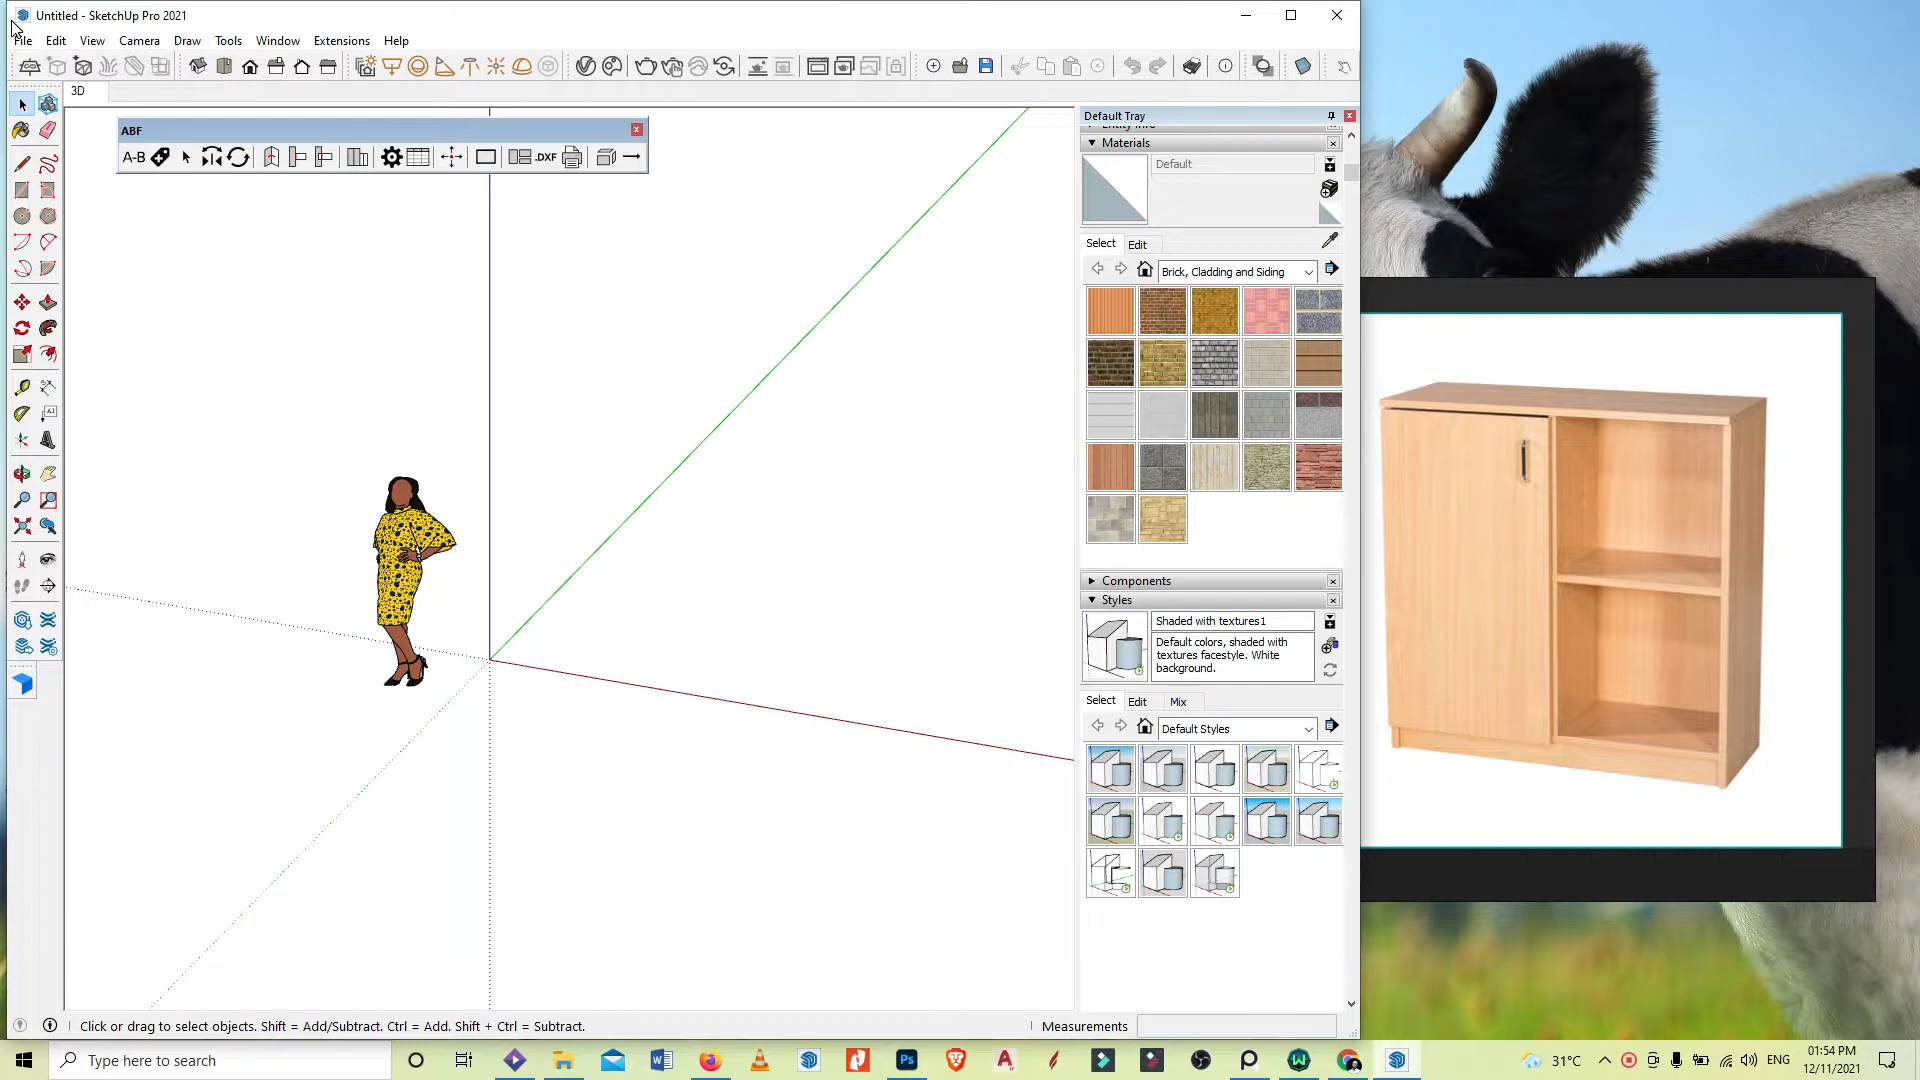 Untitled - SketchUp Pro 2021
File Edit View Camera Draw Tools Window Extensions Help
3D
ABF
A-B
.DXF
A1
Default Tray
Materials
Default
Select Edit
Brick, Cladding and Siding
Components
Styles
Shaded with textures1
Default colors, shaded with
textures facestyle. White
background.
Select Edit Mix
Default Styles
Click or drag to select objects. Shift = Add/Subtract. Ctrl = Add. Shift + Ctrl = Subtract.
Measurements
Type here to search
Ps
31°C
ENG
01:54 PM
12/11/2021